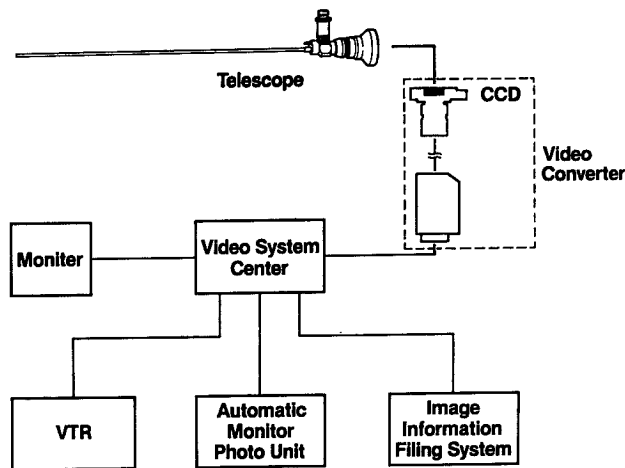 Telescope
CCD
Video
Converter
Moniter
Video System
Center
VTR
Automatic
Monitor
Photo Unit
Image
Information
Filing System